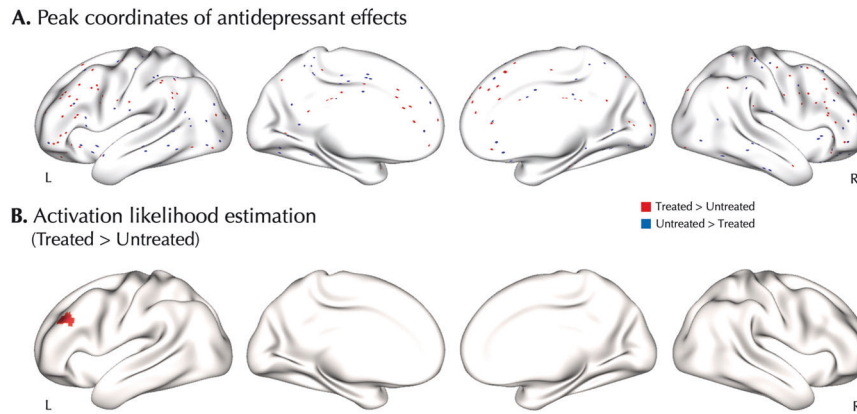 A. Peak coordinates of antidepressant effects
L
R
B. Activation likelihood estimation
(Treated > Untreated)
Treated > Untreated
Untreated > Treated
L
R